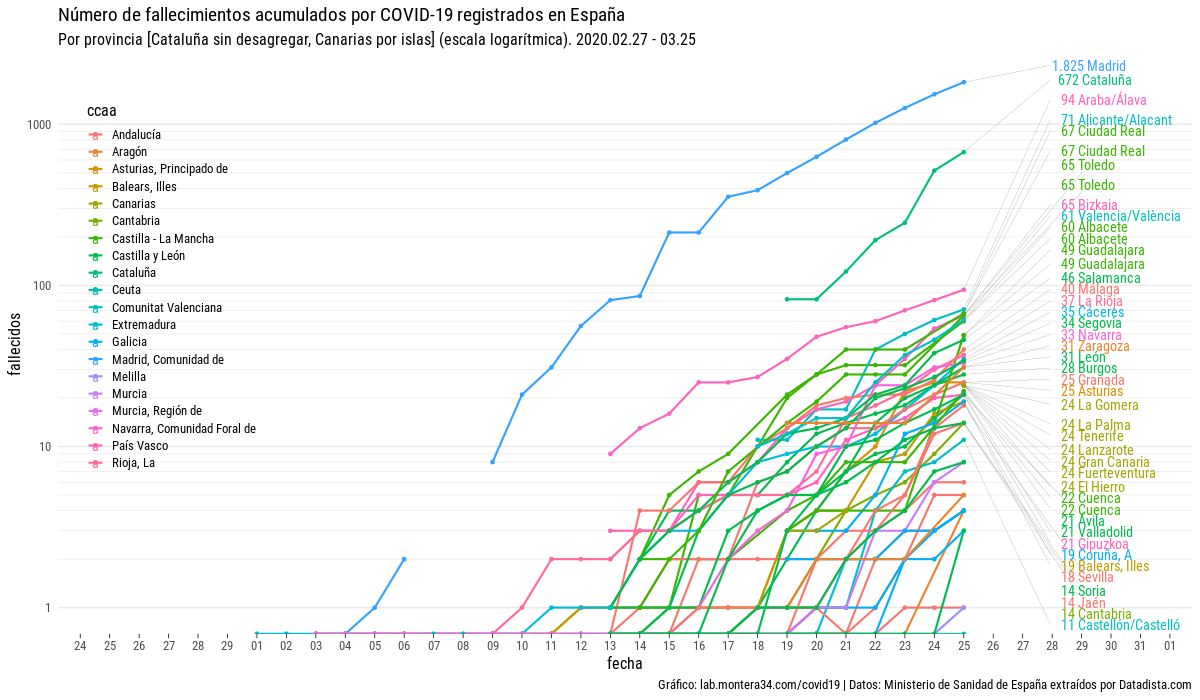 Número de fallecimientos acumulados por COVID-19 registrados en España
Por provincia [Cataluña sin desagregar, Canarias por islas] (escala logarítmica). 2020.02.27 - 03.25
ccaa
Andalucía
Aragón
Asturias, Principado de
Balears, Illes
Canarias
Cantabria
Castilla - La Mancha
Castilla y León
Cataluña
Ceuta
Comunitat Valenciana
Extremadura
Galicia
Madrid, Comunidad de
Melilla
Murcia
Murcia, Región de
Navarra, Comunidad Foral de
País Vasco
Rioja, La
fallecidos
1000
100
10
1
1.825 Madrid
672 Cataluña
94 Araba/Álava
71 Alicante/Alacant
67 Ciudad Real
67 Ciudad Real
65 Toledo
65 Toledo
65 Bizkaia
61 Valencia/València
60 Albacete
60 Albacete
49 Guadalajara
49 Guadalajara
46 Salamanca
40 Málaga
37 La Rioja
35 Cáceres
34 Segovia
33 Navarra
31 Zaragoza
31 León
28 Burgos
25 Granada
25 Asturias
24 La Gomera
24 La Palma
24 Tenerife
24 Lanzarote
24 Gran Canaria
24 Fuerteventura
24 El Hierro
22 Cuenca
22 Cuenca
21 Ávila
21 Valladolid
21 Gipuzkoa
19 Coruña, A
19 Balears, Illes
18 Sevilla
14 Soria
14 Jaén
14 Cantabria
11 Castellón/Castelló
24 25 26 27 28 29 01 02 03 04 05 06 07 08 09 10 11 12 13 14 15 16 17 18 19 20 21 22 23 24 25 26 27 28 29 30 31 01
fecha
Gráfico: lab.montera34.com/covid19 | Datos: Ministerio de Sanidad de España extraídos por Datadista.com